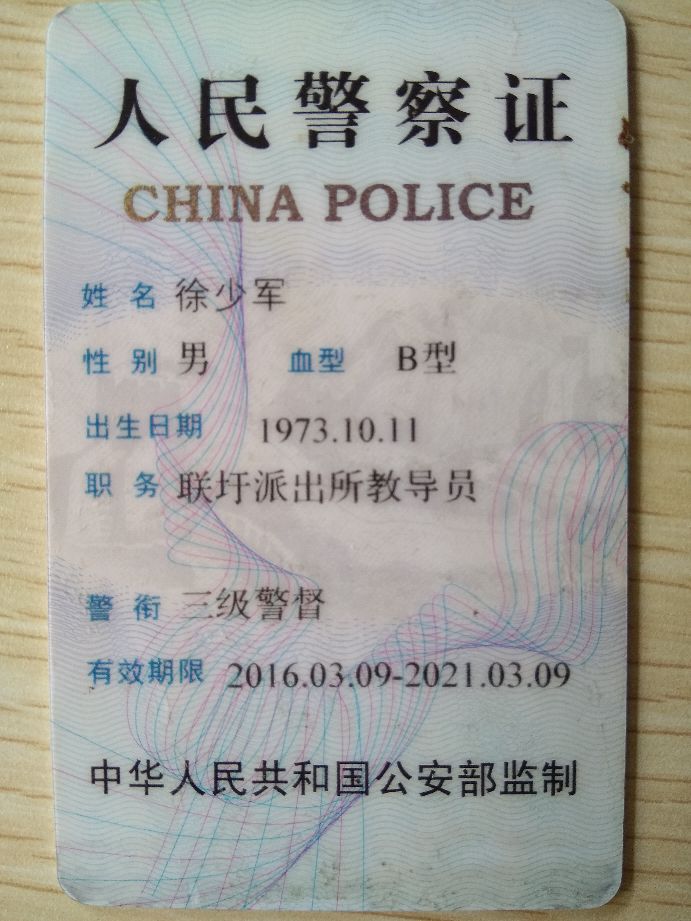 人民警察证
CHINA POLICE
姓 名 徐少军
性 别 男 血型 B型
出生日期 1973.10.11
职 务 联圩派出所教导员
警 衔 三级警督
有效期限 2016.03.09-2021.03.09
中华人民共和国公安部监制